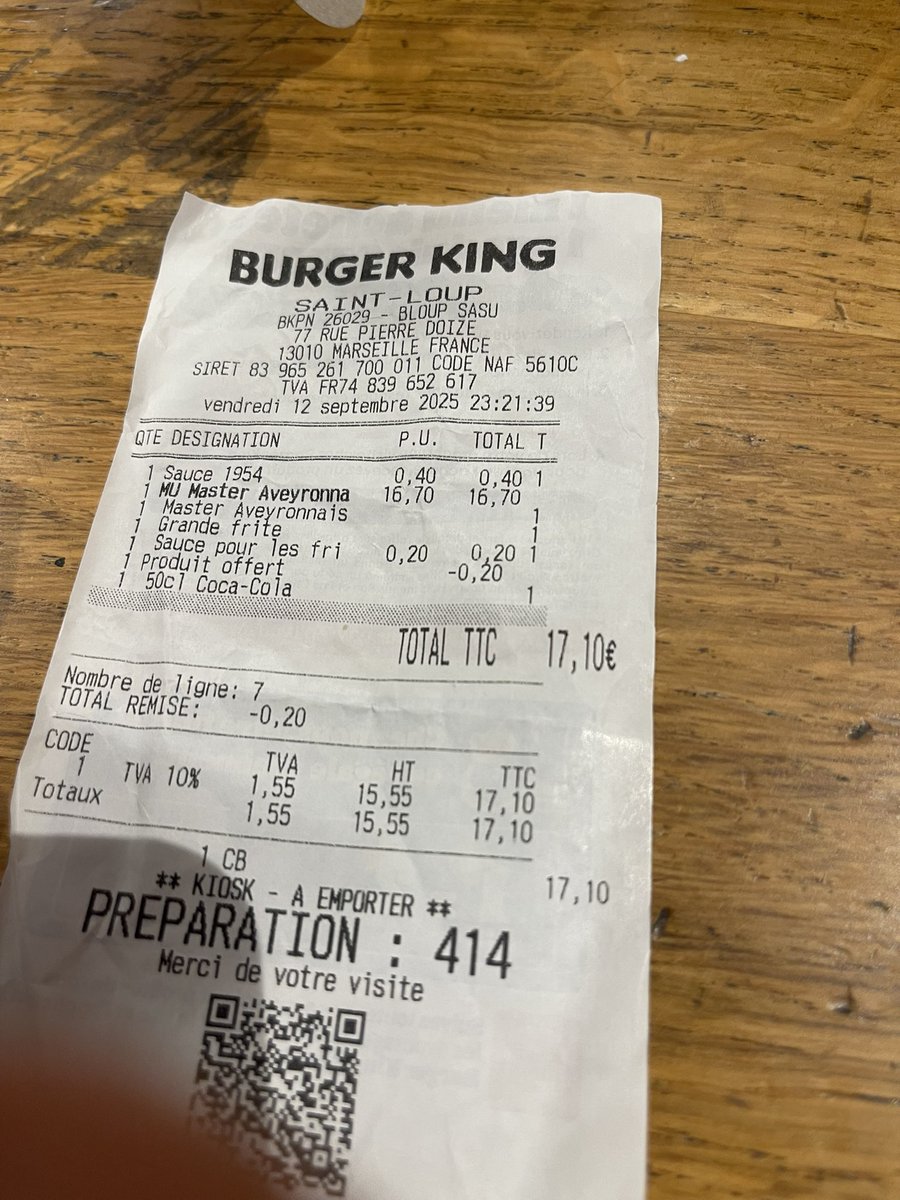 BURGER KING
SAINT-LOUP
BKPN 26029 - BLOUP SASU
77 RUE PIERRE DOIZE
13010 MARSEILLE FRANCE
SIRET 83 965 261 700 011 CODE NAF 5610C
TVA FR74 839 652 617
vendredi 12 septembre 2025 23:21:39
QTE DESIGNATION P.U. TOTAL T
1 Sauce 1954 0,40 0,40 1
1 MU Master Aveyronna 16,70 16,70
1 Master Aveyronnais 1
1 Grande frite 1
1 Sauce pour les fri 0,20 0,20 1
1 Produit offert -0,20
1 50cl Coca-Cola 1
TOTAL TTC 17,10€
Nombre de ligne: 7
TOTAL REMISE: -0,20
CODE TVA HT TTC
1 TVA 10% 1,55 15,55 17,10
Totaux 1,55 15,55 17,10
1 CB 17,10
** KIOSK - A EMPORTER **
PREPARATION : 414
Merci de votre visite